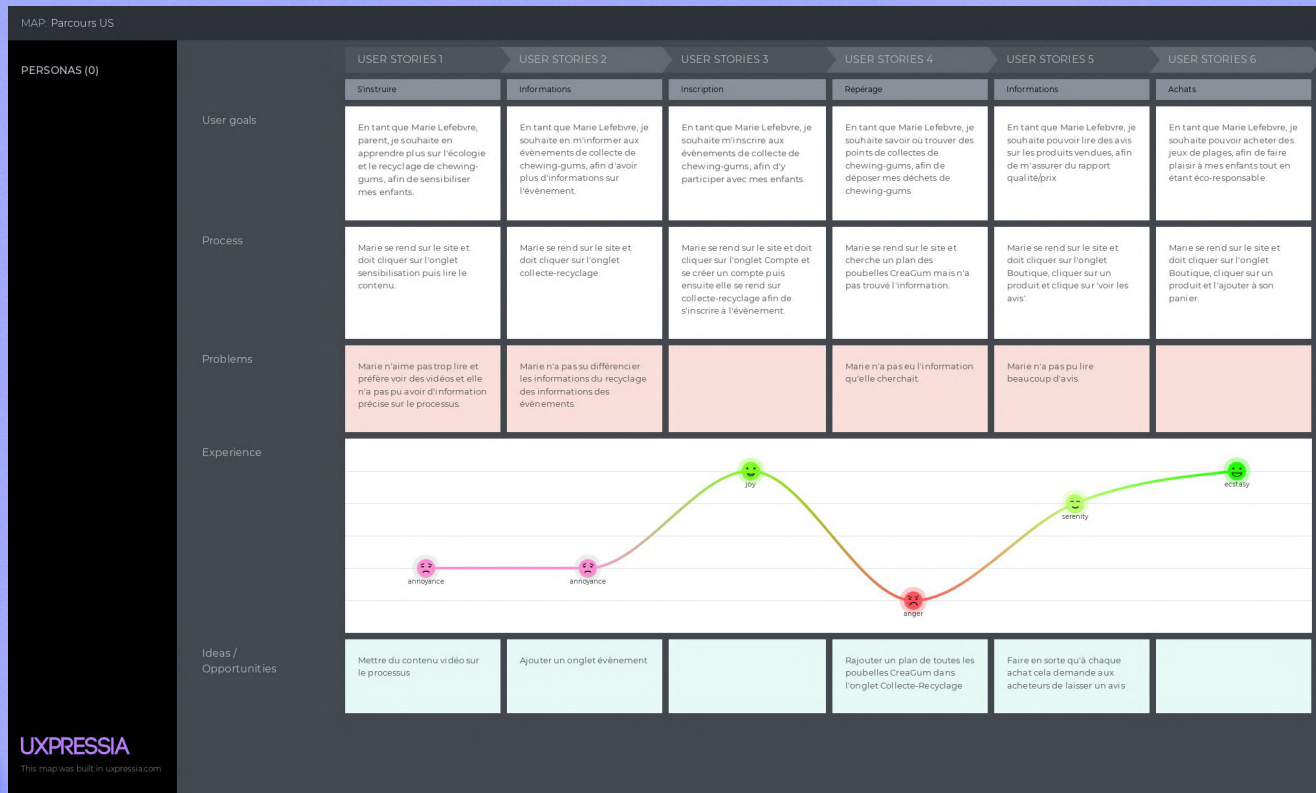 MAP: Parcours US
PERSONAS (0)
USER STORIES 1
USER STORIES 2
USER STORIES 3
USER STORIES 4
USER STORIES 5
USER STORIES 6
S'instruire
Informations
Inscription
Repérage
Informations
Achats
User goals
En tant que Marie Lefebvre,
parent, je souhaite en
apprendre plus sur l'écologie
et le recyclage de chewing-
gums, afin de sensibiliser
mes enfants.
En tant que Marie Lefebvre, je
souhaite en m'informer aux
évènements de collecte de
chewing-gums, afin d'avoir
plus d'informations sur
l'évènement.
En tant que Marie Lefebvre, je
souhaite m'inscrire aux
évènements de collecte de
chewing-gums, afin d'y
participer avec mes enfants.
En tant que Marie Lefebvre, je
souhaite savoir où trouver des
points de collectes de
chewing-gums, afin de
déposer mes déchets de
chewing-gums
En tant que Marie Lefebvre, je
souhaite pouvoir lire des avis
sur les produits vendues, afin
de m'assurer du rapport
qualité/prix
En tant que Marie Lefebvre, je
souhaite pouvoir acheter des
jeux de plages, afin de faire
plaisir à mes enfants tout en
étant éco-responsable.
Process
Marie se rend sur le site et
doit cliquer sur l'onglet
sensibilisation puis lire le
contenu.
Marie se rend sur le site et
doit cliquer sur l'onglet
collecte-recyclage.
Marie se rend sur le site et doit
cliquer sur l'onglet Compte et
se créer un compte puis
ensuite elle se rend sur
collecte-recyclage afin de
s'inscrire à l'évènement.
Marie se rend sur le site et
cherche un plan des
poubelles CreaGum mais n'a
pas trouvé l'information.
Marie se rend sur le site et
doit cliquer sur l'onglet
Boutique, cliquer sur un
produit et clique sur 'voir les
avis'.
Marie se rend sur le site et
doit cliquer sur l'onglet
Boutique, cliquer sur un
produit et l'ajouter à son
panier.
Problems
Marie n'aime pas trop lire et
préfère voir des vidéos et elle
n'a pas pu avoir d'information
précise sur le processus.
Marie n'a pas su différencier
les informations du recyclage
des informations des
évènements.
Marie n'a pas eu l'information
qu'elle cherchait.
Marie n'a pas pu lire
beaucoup d'avis.
Experience
annoyance
annoyance
joy
anger
serenity
ecstasy
Ideas /
Opportunities
Mettre du contenu vidéo sur
le processus
Ajouter un onglet évènement
Rajouter un plan de toutes les
poubelles CreaGum dans
l'onglet Collecte-Recyclage
Faire en sorte qu'à chaque
achat cela demande aux
acheteurs de laisser un avis
UXPRESSIA
This map was built in uxpressia.com